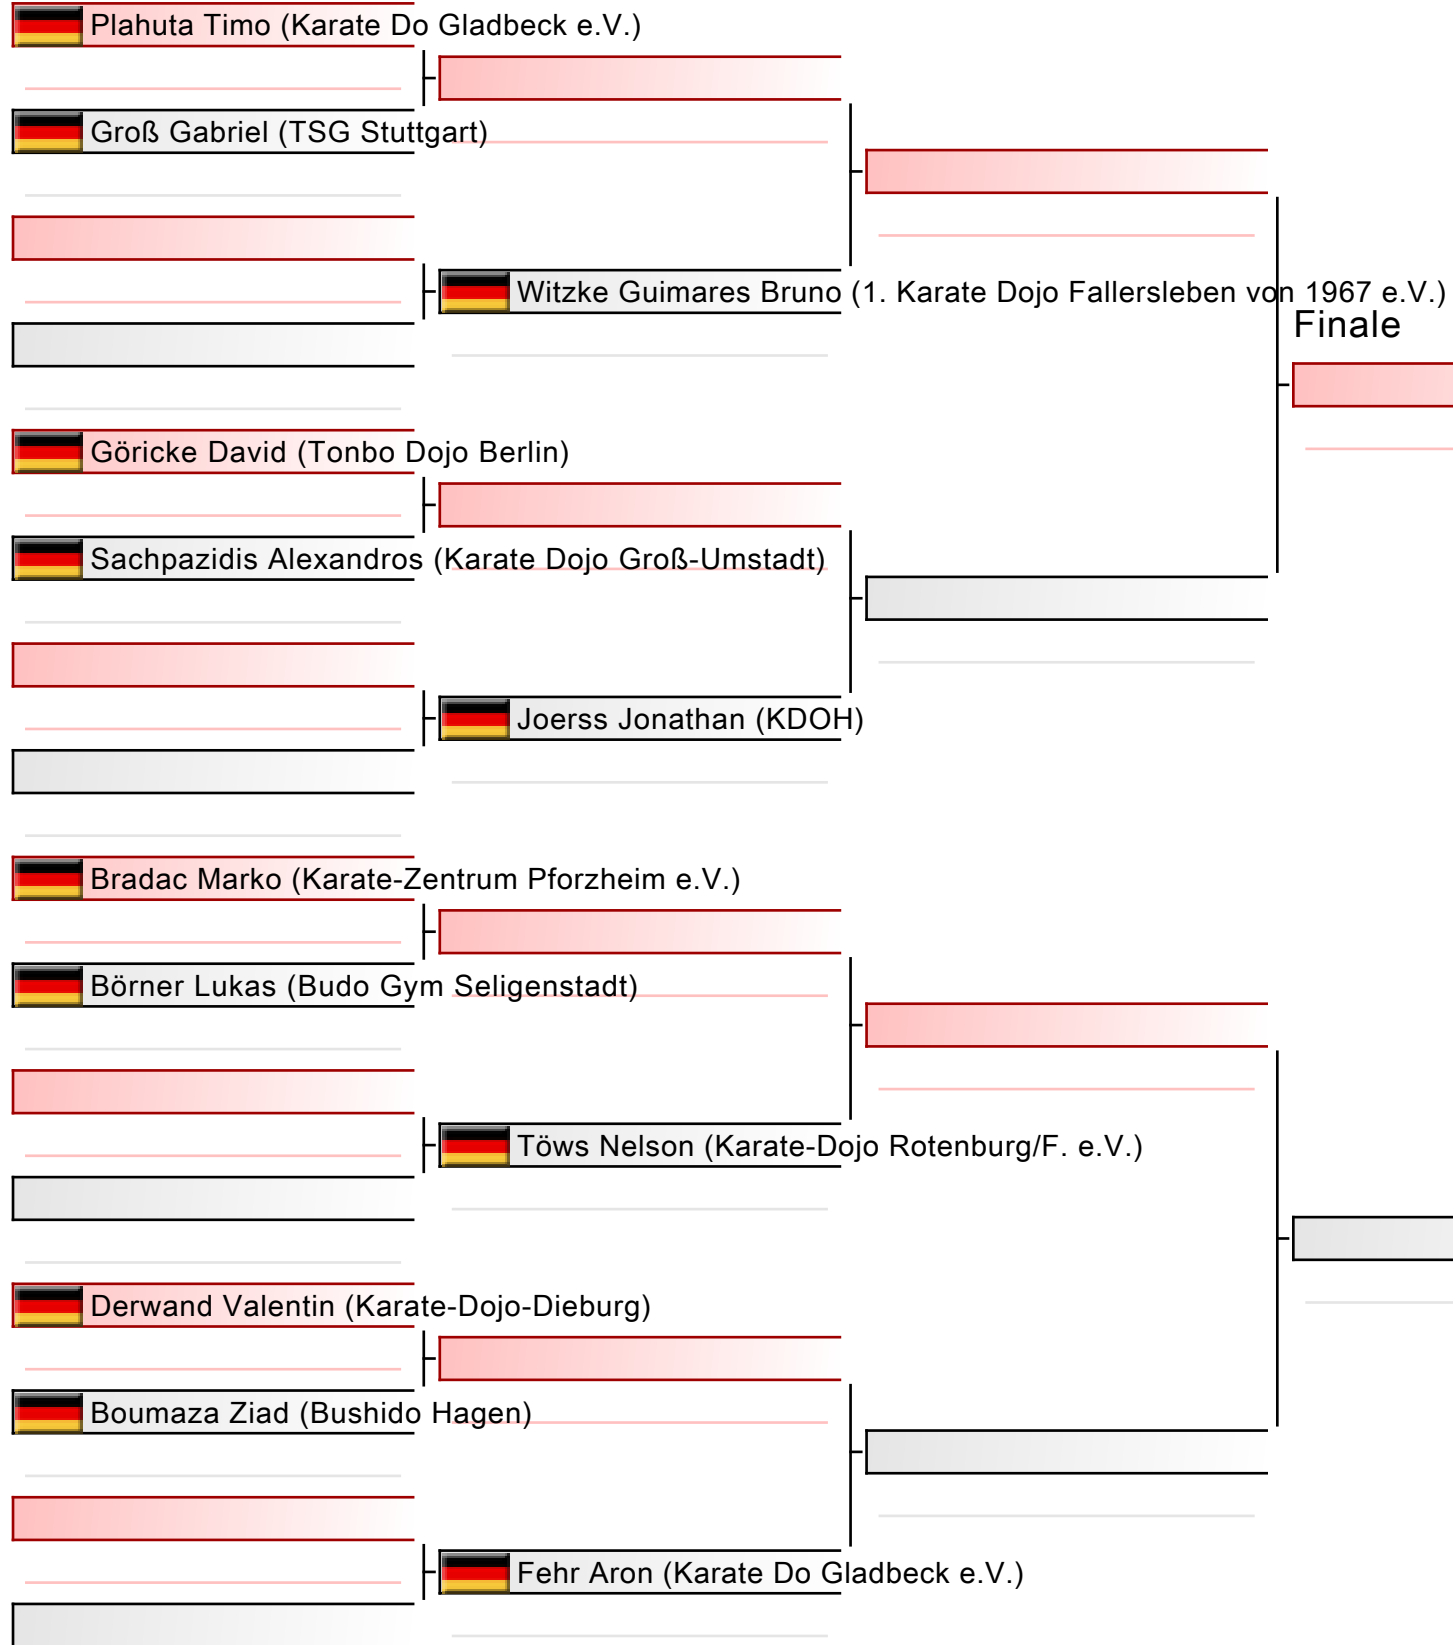 Plahuta Timo (Karate Do Gladbeck e.V.)
Groß Gabriel (TSG Stuttgart)
Witzke Guimares Bruno (1. Karate Dojo Fallersleben von 1967 e.V.)
Finale
Göricke David (Tonbo Dojo Berlin)
Sachpazidis Alexandros (Karate Dojo Groß-Umstadt)
Joerss Jonathan (KDOH)
Bradac Marko (Karate-Zentrum Pforzheim e.V.)
Börner Lukas (Budo Gym Seligenstadt)
Töws Nelson (Karate-Dojo Rotenburg/F. e.V.)
Derwand Valentin (Karate-Dojo-Dieburg)
Boumaza Ziad (Bushido Hagen)
Fehr Aron (Karate Do Gladbeck e.V.)